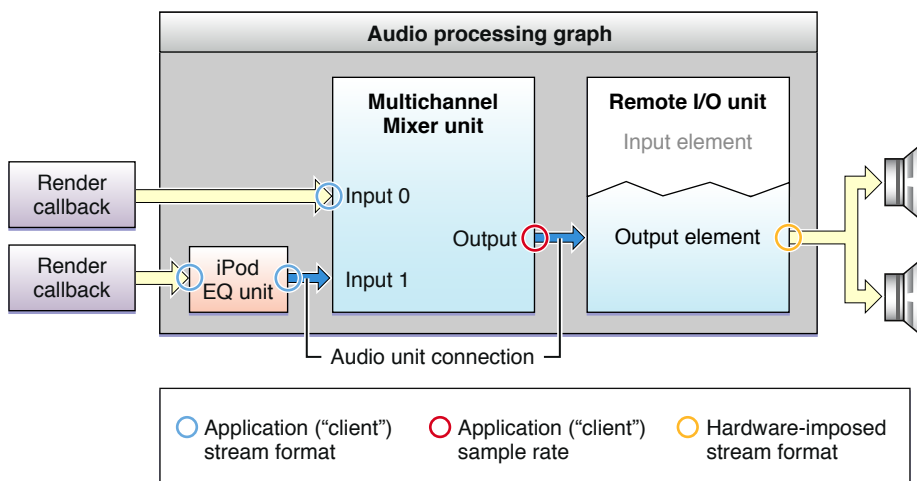 Audio processing graph
Multichannel
Mixer unit
Remote I/O unit
Input element
Render
callback
Input 0
Output
Output element
Render
callback
iPod
EQ unit
Input 1
Audio unit connection
Application (“client”)
stream format
Application (“client”)
sample rate
Hardware-imposed
stream format